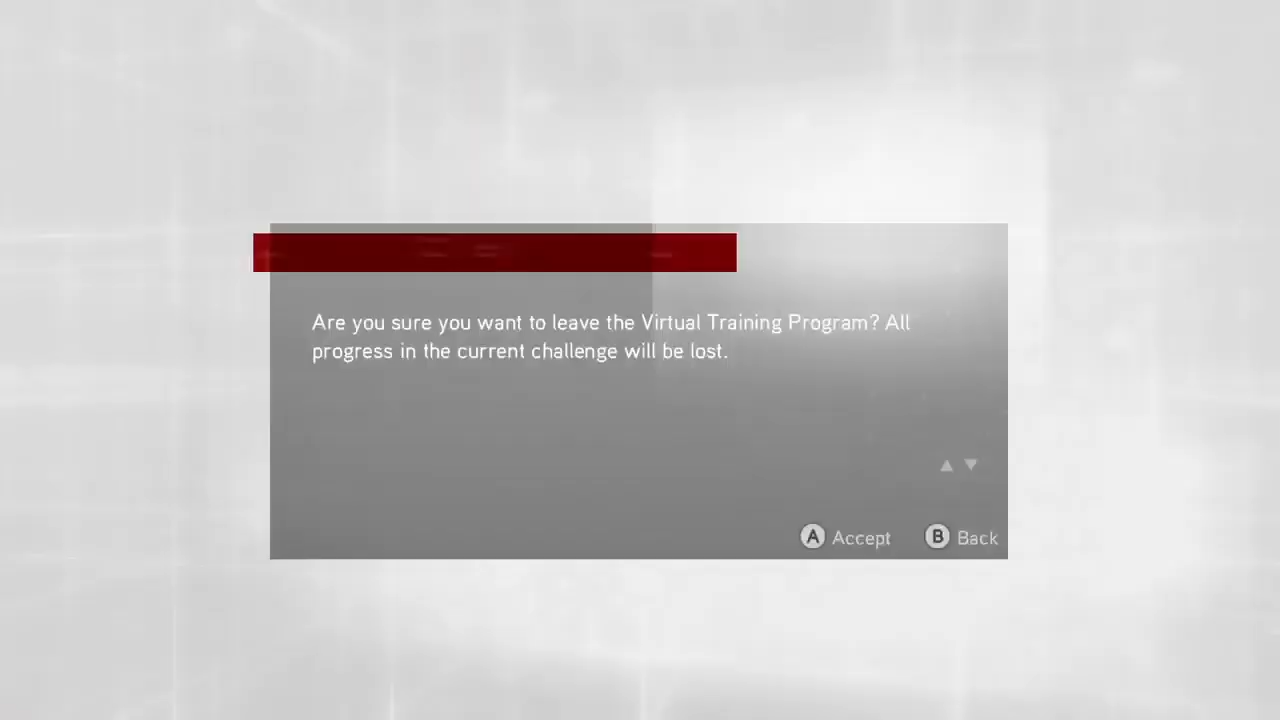 Are you sure you want to leave the Virtual Training Program? All
progress in the current challenge will be lost.
A Accept B Back